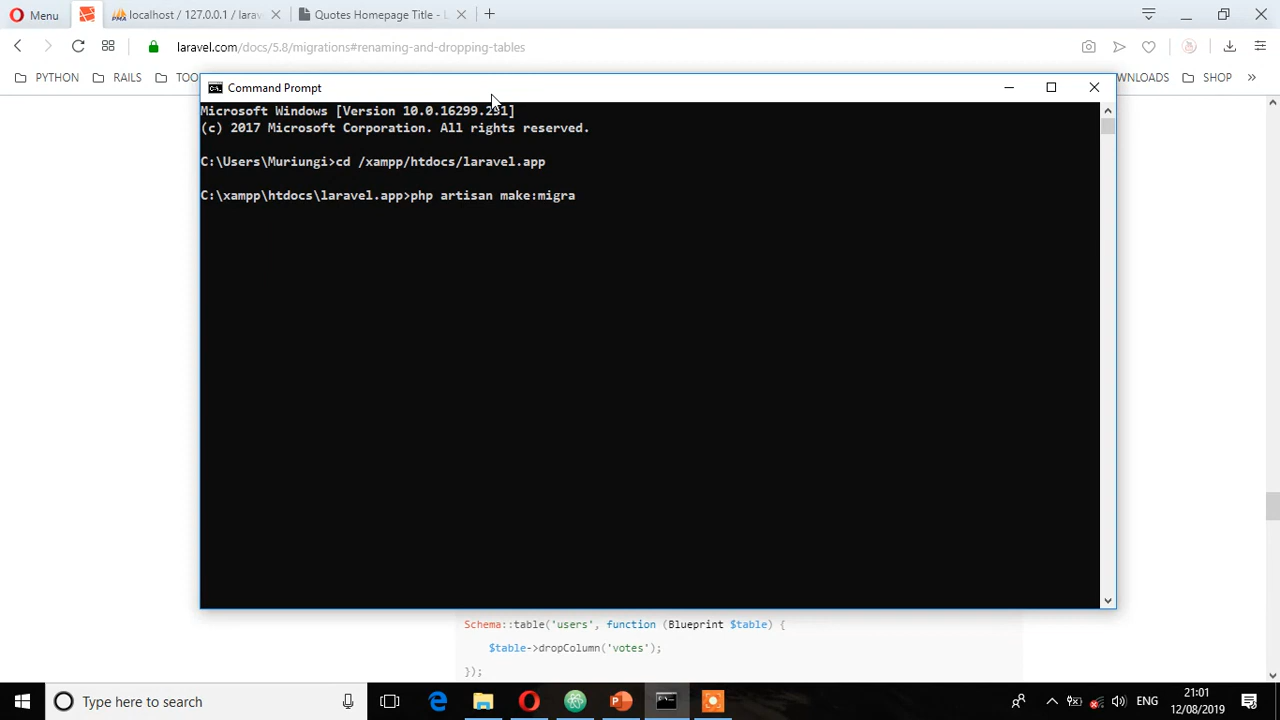 Menu
localhost / 127.0.0.1 / larav
Quotes Homepage Title - L
laravel.com/docs/5.8/migrations#renaming-and-dropping-tables
PYTHON
RAILS
TOO
WNLOADS
SHOP
Command Prompt
Microsoft Windows [Version 10.0.16299.231]
(c) 2017 Microsoft Corporation. All rights reserved.
C:\Users\Muriungi>cd /xampp/htdocs/laravel.app
C:\xampp\htdocs\laravel.app>php artisan make:migra
Schema::table('users', function (Blueprint $table) {
$table->dropColumn('votes');
});
Type here to search
ENG
21:01
12/08/2019